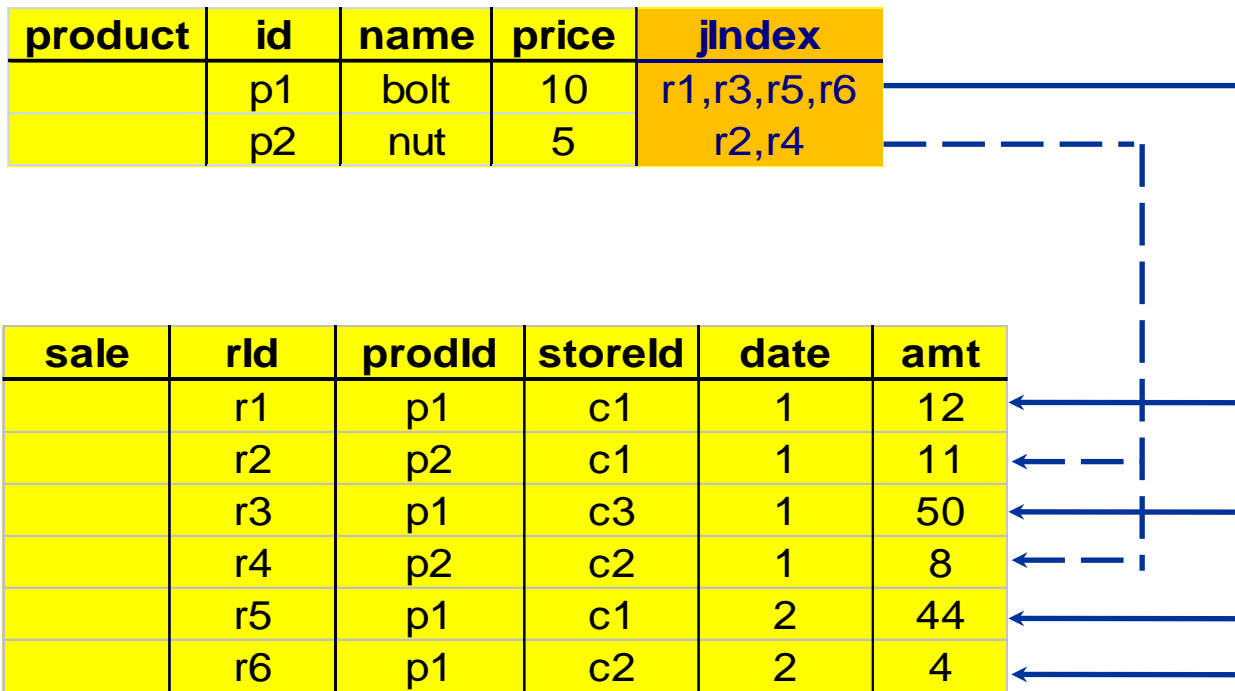 product id name price jIndex
p1 bolt 10 r1,r3,r5,r6
p2 nut 5 r2,r4
sale rId prodId storeId date amt
r1 p1 c1 1 12
r2 p2 c1 1 11
r3 p1 c3 1 50
r4 p2 c2 1 8
r5 p1 c1 2 44
r6 p1 c2 2 4